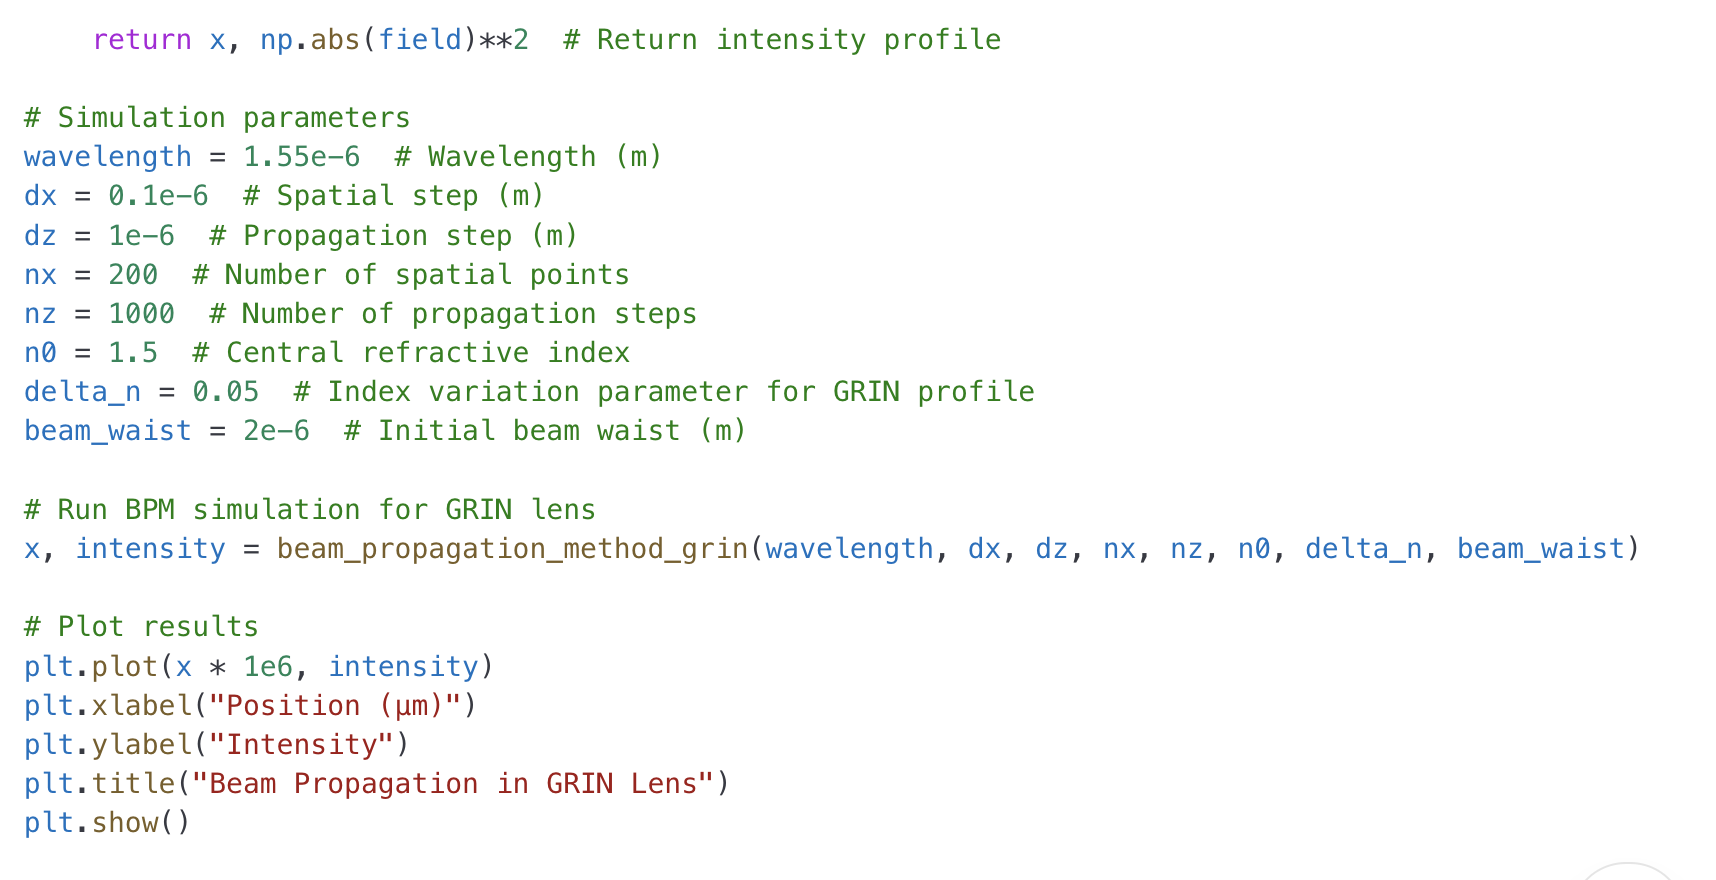 return x, np.abs(field)**2  # Return intensity profile

# Simulation parameters
wavelength = 1.55e-6  # Wavelength (m)
dx = 0.1e-6  # Spatial step (m)
dz = 1e-6  # Propagation step (m)
nx = 200  # Number of spatial points
nz = 1000  # Number of propagation steps
n0 = 1.5  # Central refractive index
delta_n = 0.05  # Index variation parameter for GRIN profile
beam_waist = 2e-6  # Initial beam waist (m)

# Run BPM simulation for GRIN lens
x, intensity = beam_propagation_method_grin(wavelength, dx, dz, nx, nz, n0, delta_n, beam_waist)

# Plot results
plt.plot(x * 1e6, intensity)
plt.xlabel("Position (μm)")
plt.ylabel("Intensity")
plt.title("Beam Propagation in GRIN Lens")
plt.show()